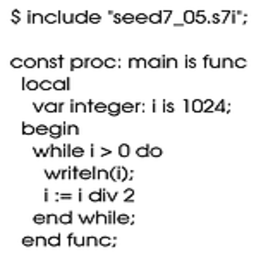 $ include "seed7_05.s7i";
const proc: main is func
local
var integer: i is 1024;
begin
while i > 0 do
writeln(i);
i := i div 2
end while;
end func;